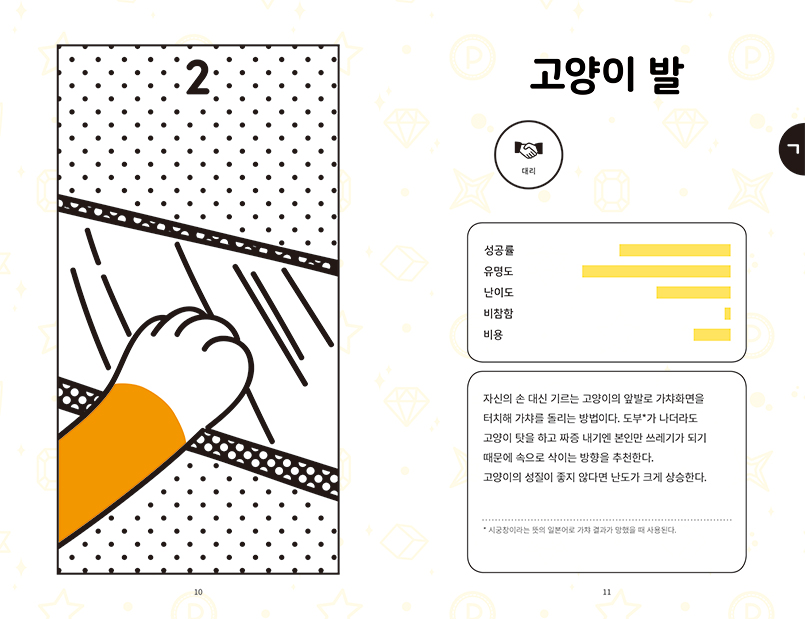 2
10
고양이 발
대리
ㄱ
성공률
유명도
난이도
비참함
비용
자신의 손 대신 기르는 고양이의 앞발로 가챠화면을
터치해 가챠를 돌리는 방법이다. 도부*가 나더라도
고양이 탓을 하고 짜증 내기엔 본인만 쓰레기가 되기
때문에 속으로 삭이는 방향을 추천한다.
고양이의 성질이 좋지 않다면 난도가 크게 상승한다.
* 시궁창이라는 뜻의 일본어로 가챠 결과가 망했을 때 사용된다.
11